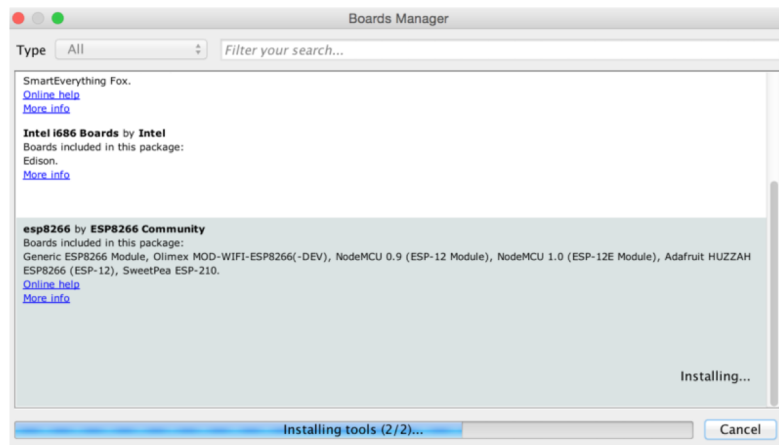 Boards Manager
Type All Filter your search...
SmartEverything Fox.
Online help
More info
Intel i686 Boards by Intel
Boards included in this package:
Edison.
More info
esp8266 by ESP8266 Community
Boards included in this package:
Generic ESP8266 Module, Olimex MOD-WIFI-ESP8266(-DEV), NodeMCU 0.9 (ESP-12 Module), NodeMCU 1.0 (ESP-12E Module), Adafruit HUZZAH
ESP8266 (ESP-12), SweetPea ESP-210.
Online help
More info
Installing...
Installing tools (2/2)... Cancel